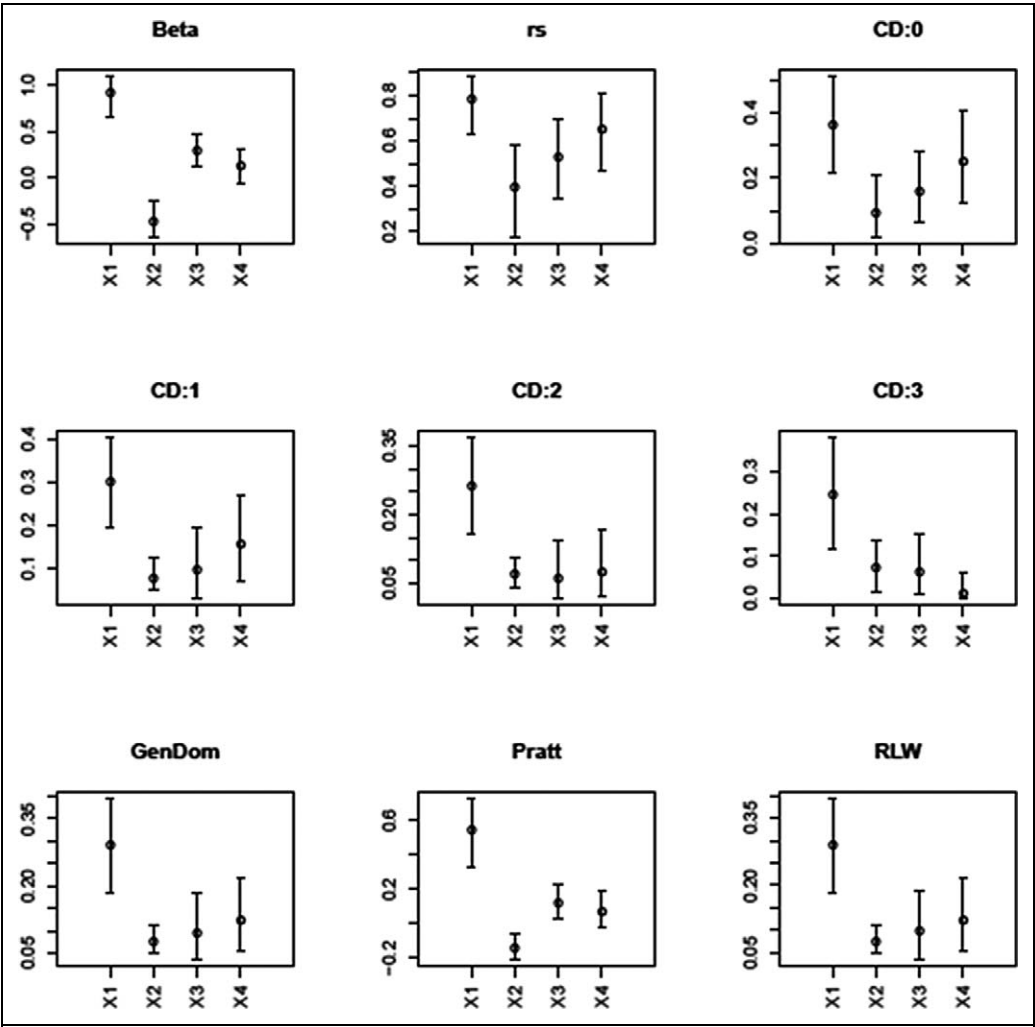 Beta
1.0
0.5
0.0
-0.5
X1 X2 X3 X4
rs
0.8
0.6
0.4
0.2
X1 X2 X3 X4
CD:0
0.4
0.2
0.0
X1 X2 X3 X4
CD:1
0.4
0.3
0.2
0.1
X1 X2 X3 X4
CD:2
0.35
0.20
0.05
X1 X2 X3 X4
CD:3
0.3
0.2
0.1
0.0
X1 X2 X3 X4
GenDom
0.35
0.20
0.05
X1 X2 X3 X4
Pratt
0.6
0.2
-0.2
X1 X2 X3 X4
RLW
0.35
0.20
0.05
X1 X2 X3 X4